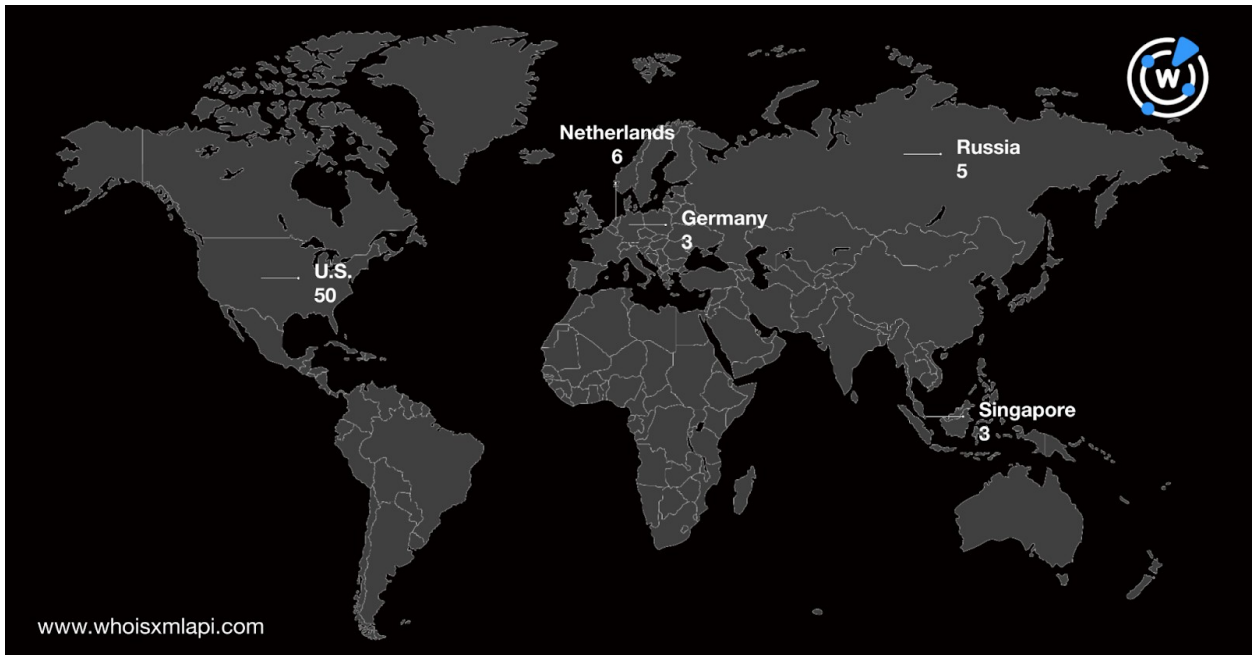 Netherlands
6
Russia
5
Germany
3
U.S.
50
Singapore
3
www.whoisxmlapi.com
W